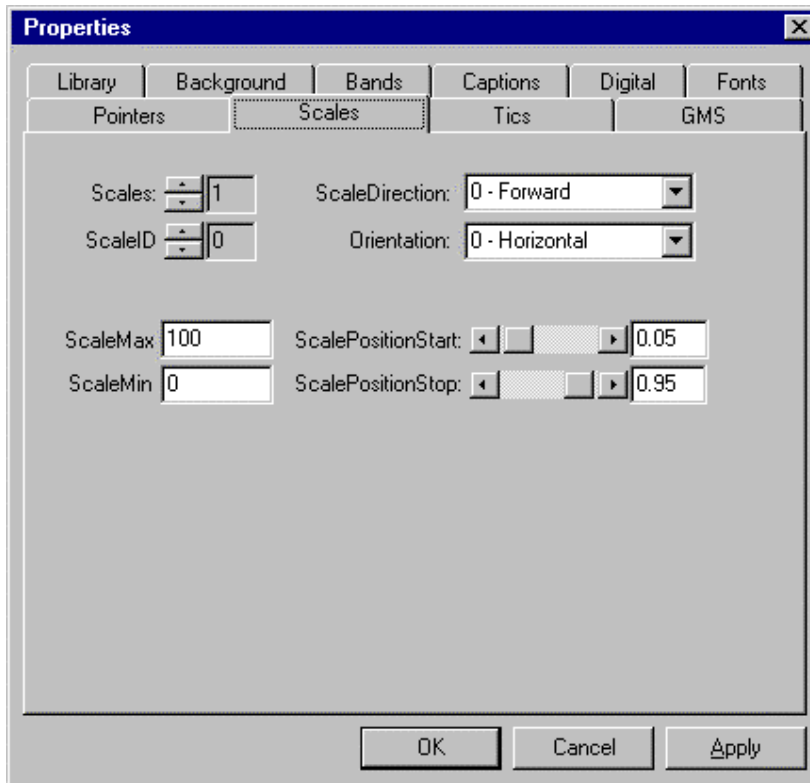 Properties
Library Background Bands Captions Digital Fonts
Pointers Scales Tics GMS
Scales: 1 ScaleDirection: 0 - Forward
ScaleID 0 Orientation: 0 - Horizontal
ScaleMax 100 ScalePositionStart: 0.05
ScaleMin 0 ScalePositionStop: 0.95
OK Cancel Apply